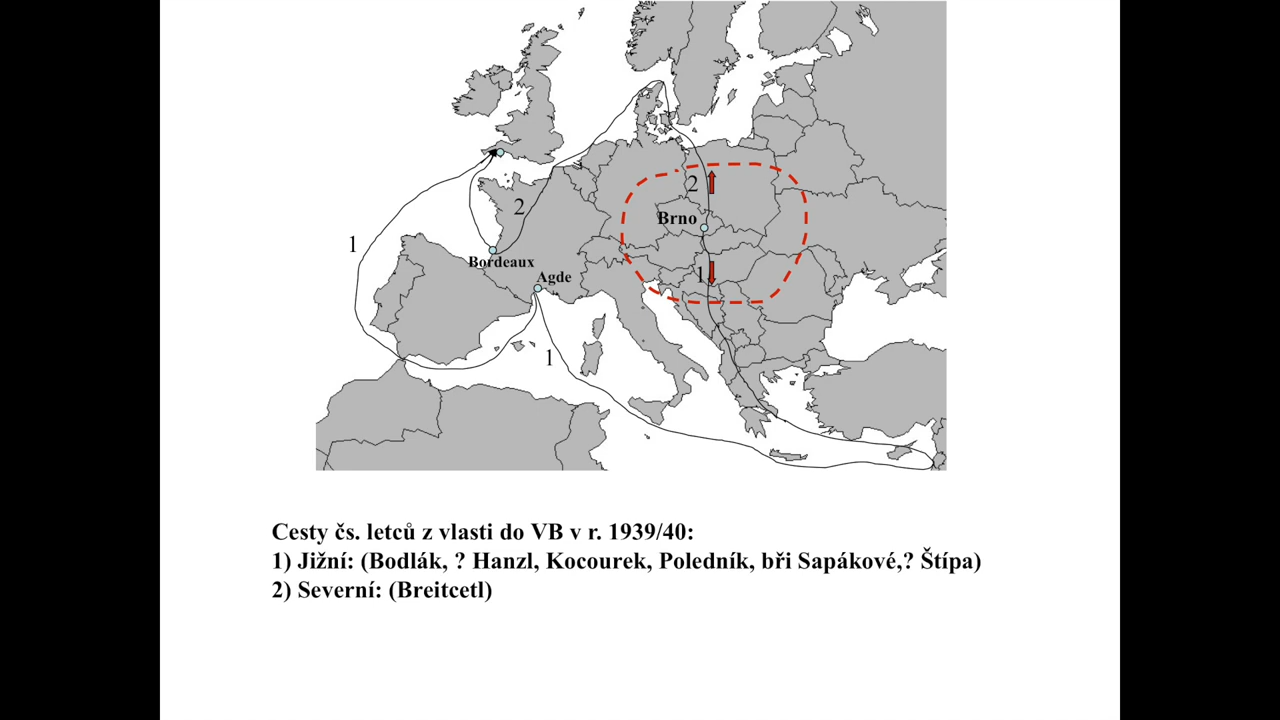 2
Brno
2
1
Bordeaux
1
Agde
1
Cesty čs. letců z vlasti do VB v r. 1939/40:
1) Jižní: (Bodlák, ? Hanzl, Kocourek, Poledník, bři Sapákové,? Štípa)
2) Severní: (Breitcetl)